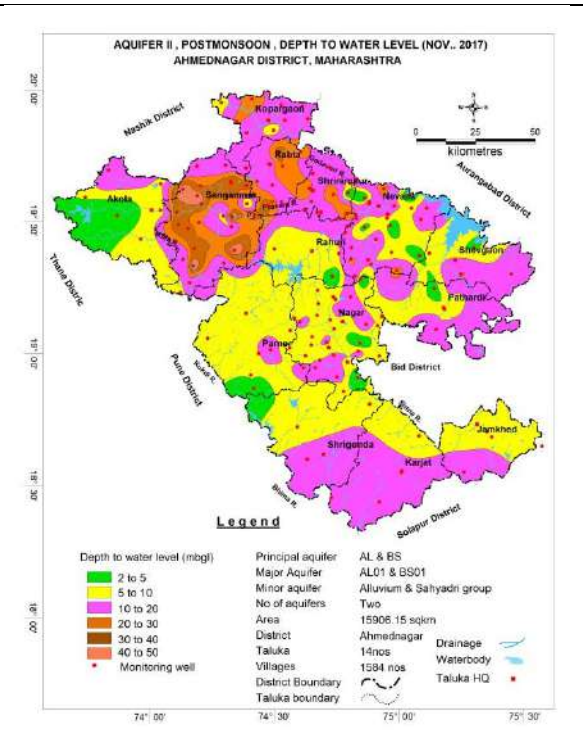 AQUIFER II , POSTMONSOON , DEPTH TO WATER LEVEL (NOV.. 2017)
AHMEDNAGAR DISTRICT, MAHARASHTRA
20° 00'
Nashik District
Kopargaon
0 25 50
kilometres
Rahta
Shrirampur
Aurangabad District
Akola
Sangamner
Nevasa
19° 30'
Rahuri
Shevgaon
Thane Distric
Pathardi
Nagar
Parner
19° 00'
Bid District
Pune District
Jamkhed
Shrigonda
Karjat
18° 30'
Bhima R.
Solapur District
Legend
Depth to water level (mbgl)
2 to 5
5 to 10
10 to 20
20 to 30
30 to 40
40 to 50
Monitoring well
Principal aquifer AL & BS
Major Aquifer AL01 & BS01
Minor aquifer Alluvium & Sahyadri group
No of aquifers Two
Area 15906.15 sqkm
District Ahmednagar
Taluka 14nos
Villages 1584 nos
District Boundary
Taluka boundary
Drainage
Waterbody
Taluka HQ
18° 00'
74° 00' 74° 30' 75° 00' 75° 30'